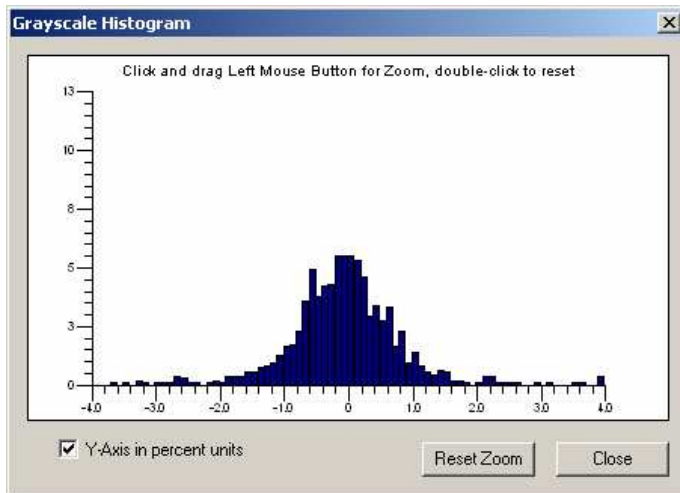 Grayscale Histogram
Click and drag Left Mouse Button for Zoom, double-click to reset
13
10
8
5
3
0
-4.0 -3.0 -2.0 -1.0 0 1.0 2.0 3.0 4.0
Y-Axis in percent units
Reset Zoom
Close